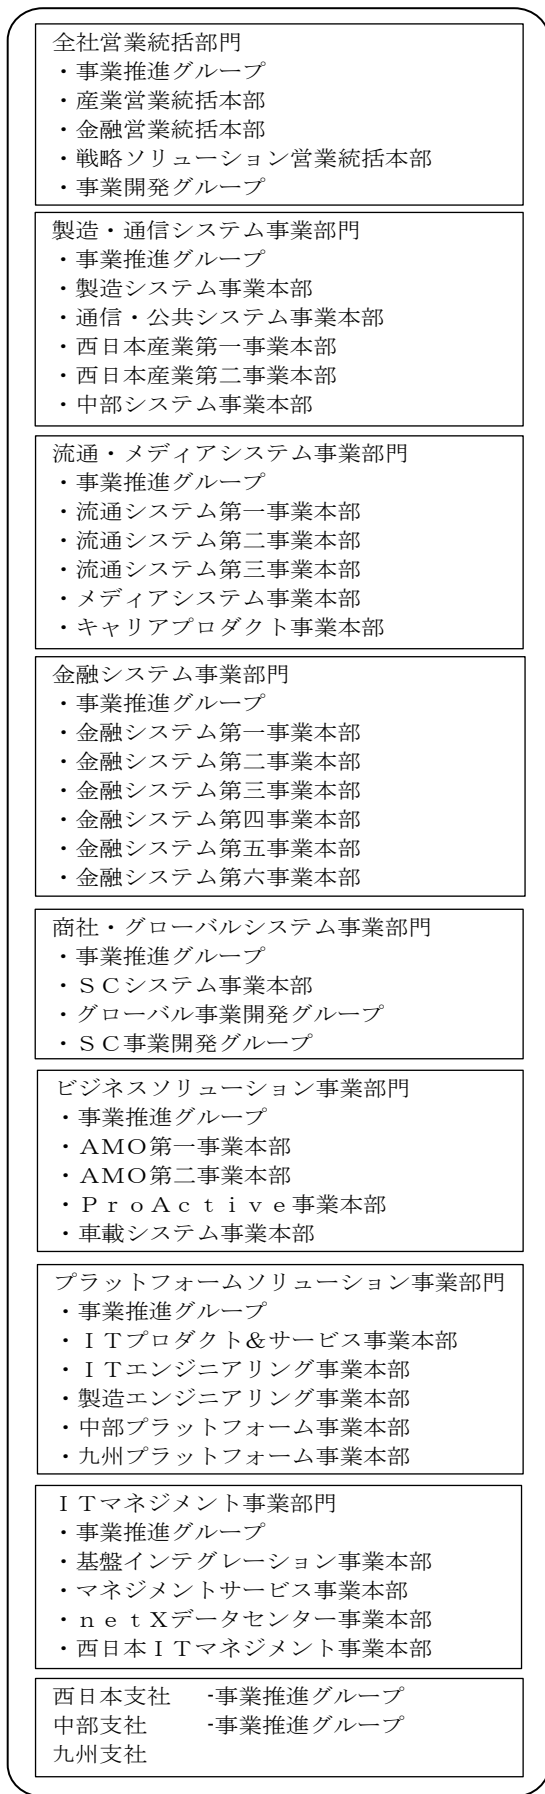 全社営業統括部門
・事業推進グループ
・産業営業統括本部
・金融営業統括本部
・戦略ソリューション営業統括本部
・事業開発グループ
製造・通信システム事業部門
・事業推進グループ
・製造システム事業本部
・通信・公共システム事業本部
・西日本産業第一事業本部
・西日本産業第二事業本部
・中部システム事業本部
流通・メディアシステム事業部門
・事業推進グループ
・流通システム第一事業本部
・流通システム第二事業本部
・流通システム第三事業本部
・メディアシステム事業本部
・キャリアプロダクト事業本部
金融システム事業部門
・事業推進グループ
・金融システム第一事業本部
・金融システム第二事業本部
・金融システム第三事業本部
・金融システム第四事業本部
・金融システム第五事業本部
・金融システム第六事業本部
商社・グローバルシステム事業部門
・事業推進グループ
・ＳＣシステム事業本部
・グローバル事業開発グループ
・ＳＣ事業開発グループ
ビジネスソリューション事業部門
・事業推進グループ
・AMO第一事業本部
・AMO第二事業本部
・ＰｒｏＡｃｔｉｖｅ事業本部
・車載システム事業本部
プラットフォームソリューション事業部門
・事業推進グループ
・ＩＴプロダクト＆サービス事業本部
・ＩＴエンジニアリング事業本部
・製造エンジニアリング事業本部
・中部プラットフォーム事業本部
・九州プラットフォーム事業本部
ＩＴマネジメント事業部門
・事業推進グループ
・基盤インテグレーション事業本部
・マネジメントサービス事業本部
・ｎｅｔＸデータセンター事業本部
・西日本ＩＴマネジメント事業本部
西日本支社　-事業推進グループ
中部支社　　-事業推進グループ
九州支社